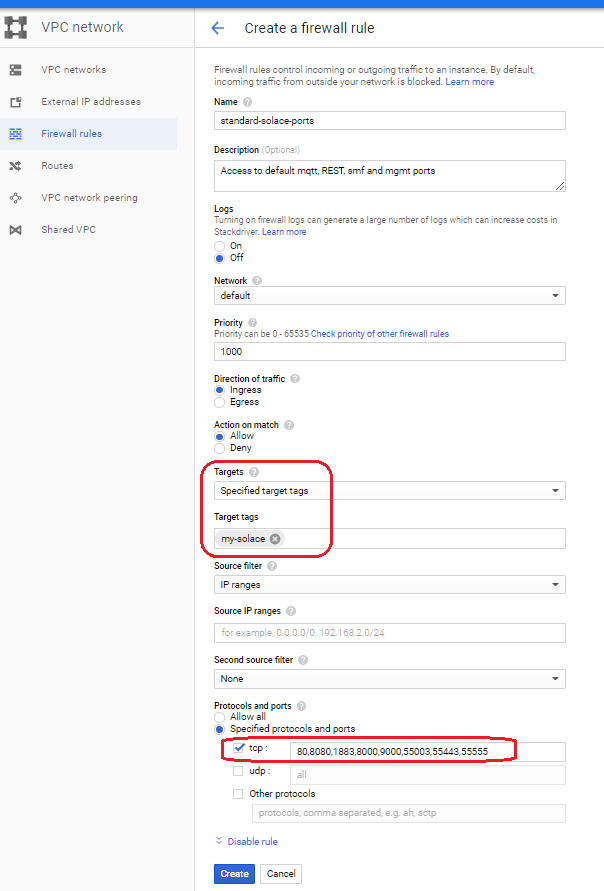 VPC network
VPC networks
External IP addresses
Firewall rules
Routes
VPC network peering
Shared VPC
Create a firewall rule
Firewall rules control incoming or outgoing traffic to an instance. By default,
incoming traffic from outside your network is blocked. Learn more
Name
standard-solace-ports
Description (Optional)
Access to default mqtt, REST, smf and mgmt ports
Logs
Turning on firewall logs can generate a large number of logs which can increase costs in
Stackdriver. Learn more
On
Off
Network
default
Priority
Priority can be 0 - 65535 Check priority of other firewall rules
1000
Direction of traffic
Ingress
Egress
Action on match
Allow
Deny
Targets
Specified target tags
Target tags
my-solace
Source filter
IP ranges
Source IP ranges
for example, 0.0.0.0/0, 192.168.2.0/24
Second source filter
None
Protocols and ports
Allow all
Specified protocols and ports
tcp : 80,8080,1883,8000,9000,55003,55443,55555
udp : all
Other protocols
protocols, comma separated, e.g. ah, sctp
Disable rule
Create Cancel